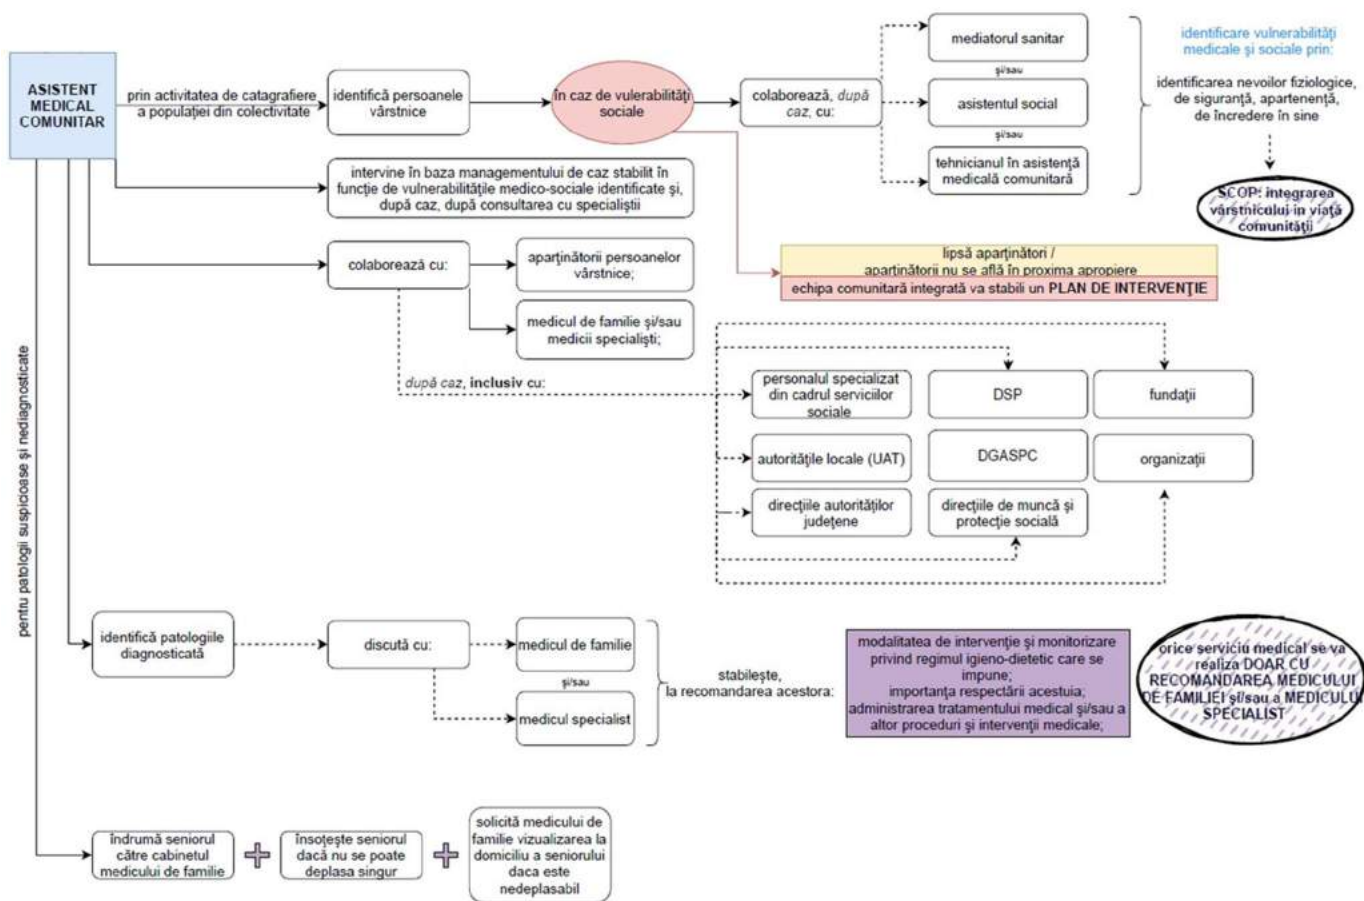 ASISTENT
MEDICAL
COMUNITAR
prin activitatea de catagrafiere
a populației din colectivitate
identifică persoanele
vârstnice
în caz de vulerabilități
sociale
colaborează, după
caz, cu:
mediatorul sanitar
și/sau
asistentul social
și/sau
tehnicianul în asistență
medicală comunitară
identificare vulnerabilități
medicale și sociale prin:
identificarea nevoilor fiziologice,
de siguranță, apartenență,
de încredere în sine
SCOP: integrarea
vârstnicului în viață
comunității
intervine în baza managementului de caz stabilit în
funcție de vulnerabilitățile medico-sociale identificate și,
după caz, după consultarea cu specialiștii
colaborează cu:
aparținătorii persoanelor
vârstnice;
medicul de familie și/sau
medicii specialiști;
lipsă aparținători /
aparținătorii nu se află în proxima apropiere
echipa comunitară integrată va stabili un PLAN DE INTERVENȚIE
după caz, inclusiv cu:
personalul specializat
din cadrul serviciilor
sociale
DSP
fundații
autoritățile locale (UAT)
DGASPC
organizații
direcțiile autorităților
județene
direcțiile de muncă și
protecție socială
pentru patologii suspicioase și nediagnosticate
identifică patologiile
diagnosticată
discută cu:
medicul de familie
și/sau
medicul specialist
stabilește,
la recomandarea acestora:
modalitatea de intervenție și monitorizare
privind regimul igieno-dietetic care se
impune;
importanța respectării acestuia;
administrarea tratamentului medical și/sau a
altor proceduri și intervenții medicale;
orice serviciu medical se va
realiza DOAR CU
RECOMANDAREA MEDICULUI
DE FAMILIEI și/sau a MEDICULUI
SPECIALIST
îndrumă seniorul
către cabinetul
medicului de familie
însoțește seniorul
dacă nu se poate
deplasa singur
solicită medicului de
familie vizualizarea la
domiciliu a seniorului
daca este
nedeplasabil